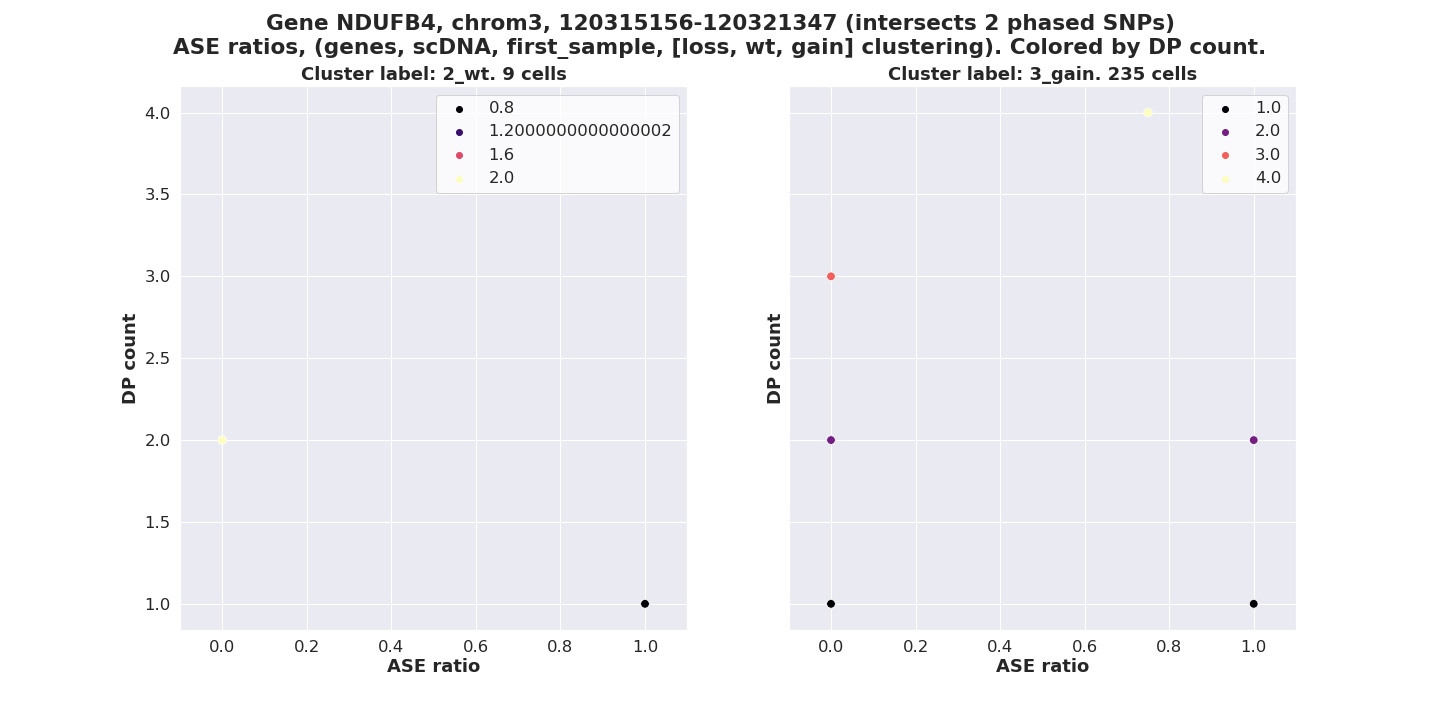 Gene NDUFB4, chrom3, 120315156-120321347 (intersects 2 phased SNPs)
ASE ratios, (genes, scDNA, first_sample, [loss, wt, gain] clustering). Colored by DP count.
Cluster label: 2_wt. 9 cells
0.8
1.2000000000000002
1.6
2.0
4.0
3.5
3.0
2.5
2.0
1.5
1.0
DP count
0.0 0.2 0.4 0.6 0.8 1.0
ASE ratio
Cluster label: 3_gain. 235 cells
1.0
2.0
3.0
4.0
DP count
0.0 0.2 0.4 0.6 0.8 1.0
ASE ratio